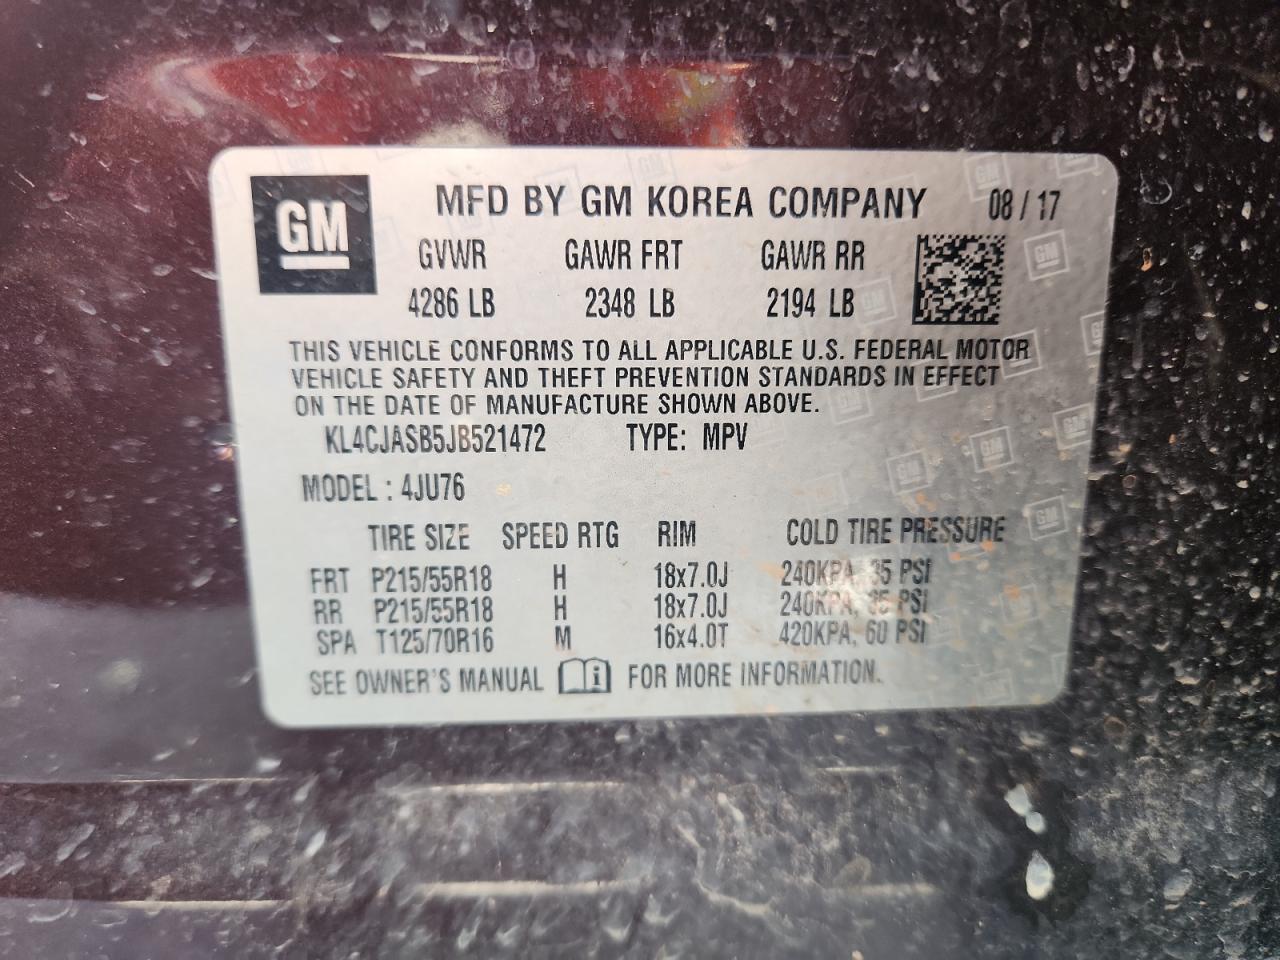 GM
MFD BY GM KOREA COMPANY 08 / 17
GVWR GAWR FRT GAWR RR
4286 LB 2348 LB 2194 LB
THIS VEHICLE CONFORMS TO ALL APPLICABLE U.S. FEDERAL MOTOR
VEHICLE SAFETY AND THEFT PREVENTION STANDARDS IN EFFECT
ON THE DATE OF MANUFACTURE SHOWN ABOVE.
KL4CJASB5JB521472 TYPE: MPV
MODEL : 4JU76
TIRE SIZE SPEED RTG RIM COLD TIRE PRESSURE
FRT P215/55R18 H 18x7.0J 240KPA, 35 PSI
RR P215/55R18 H 18x7.0J 240KPA, 35 PSI
SPA T125/70R16 M 16x4.0T 420KPA, 60 PSI
SEE OWNER'S MANUAL i FOR MORE INFORMATION.